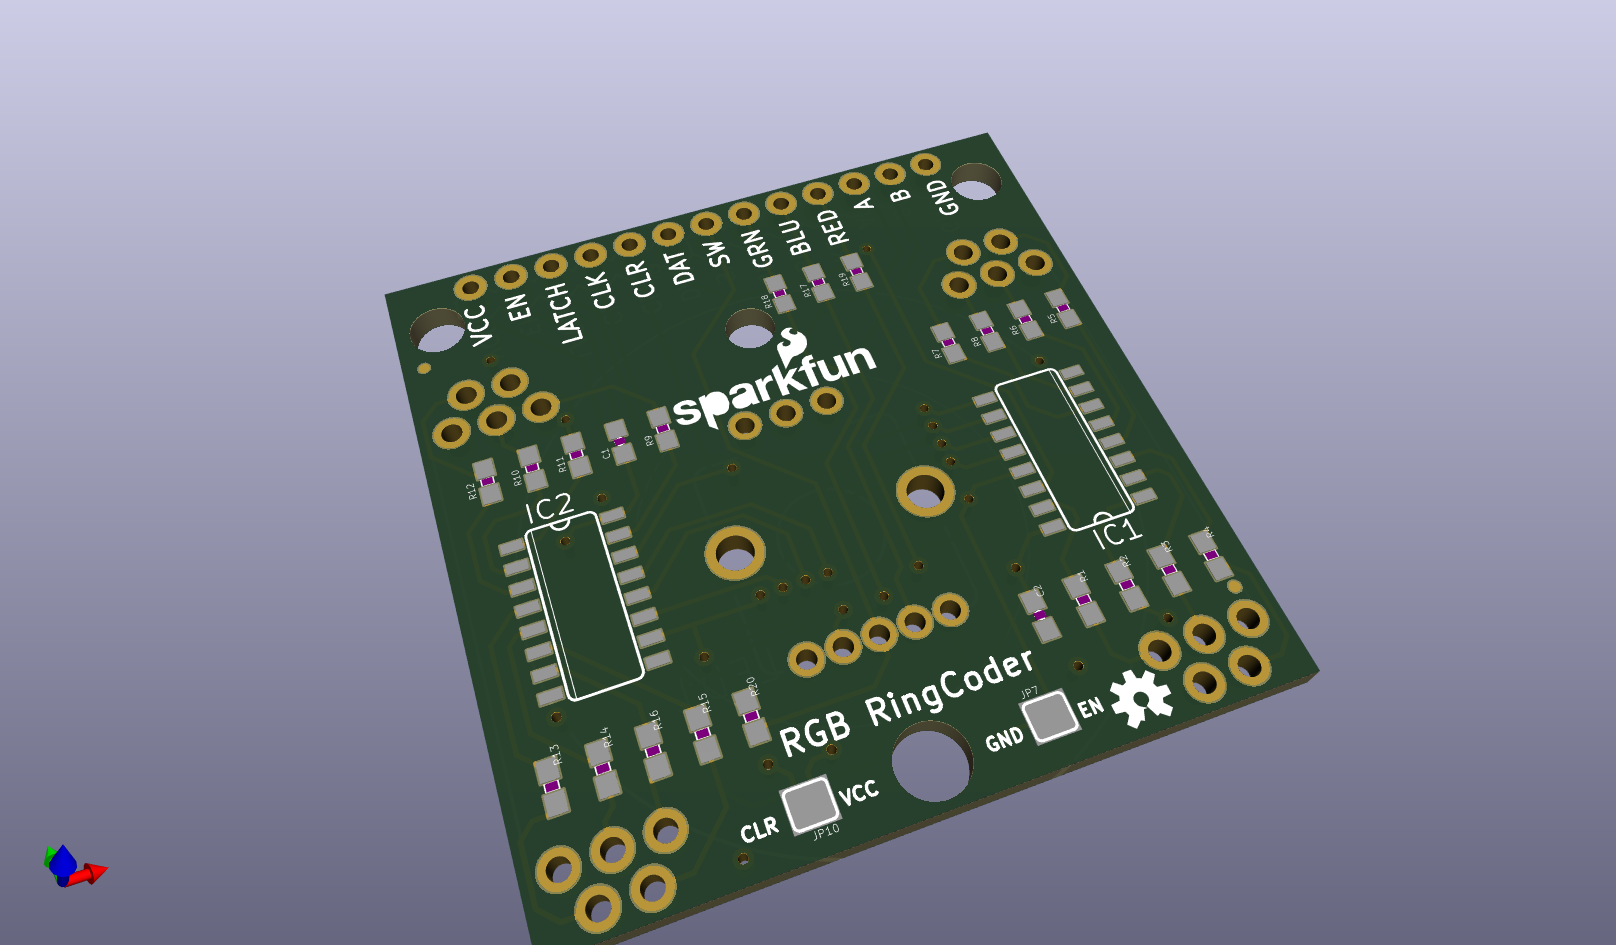 VCC
EN
LATCH
CLK
CLR
DAT
SW
GRN
BLU
RED
A
B
GND
R18
R17
R19
R7
R8
R6
R5
sparkfun
R12
R10
R11
C1
R9
IC2
IC1
C2
R1
R2
R3
R4
R13
R14
R16
R15
R20
RGB RingCoder
JP7
GND
EN
CLR
VCC
JP10